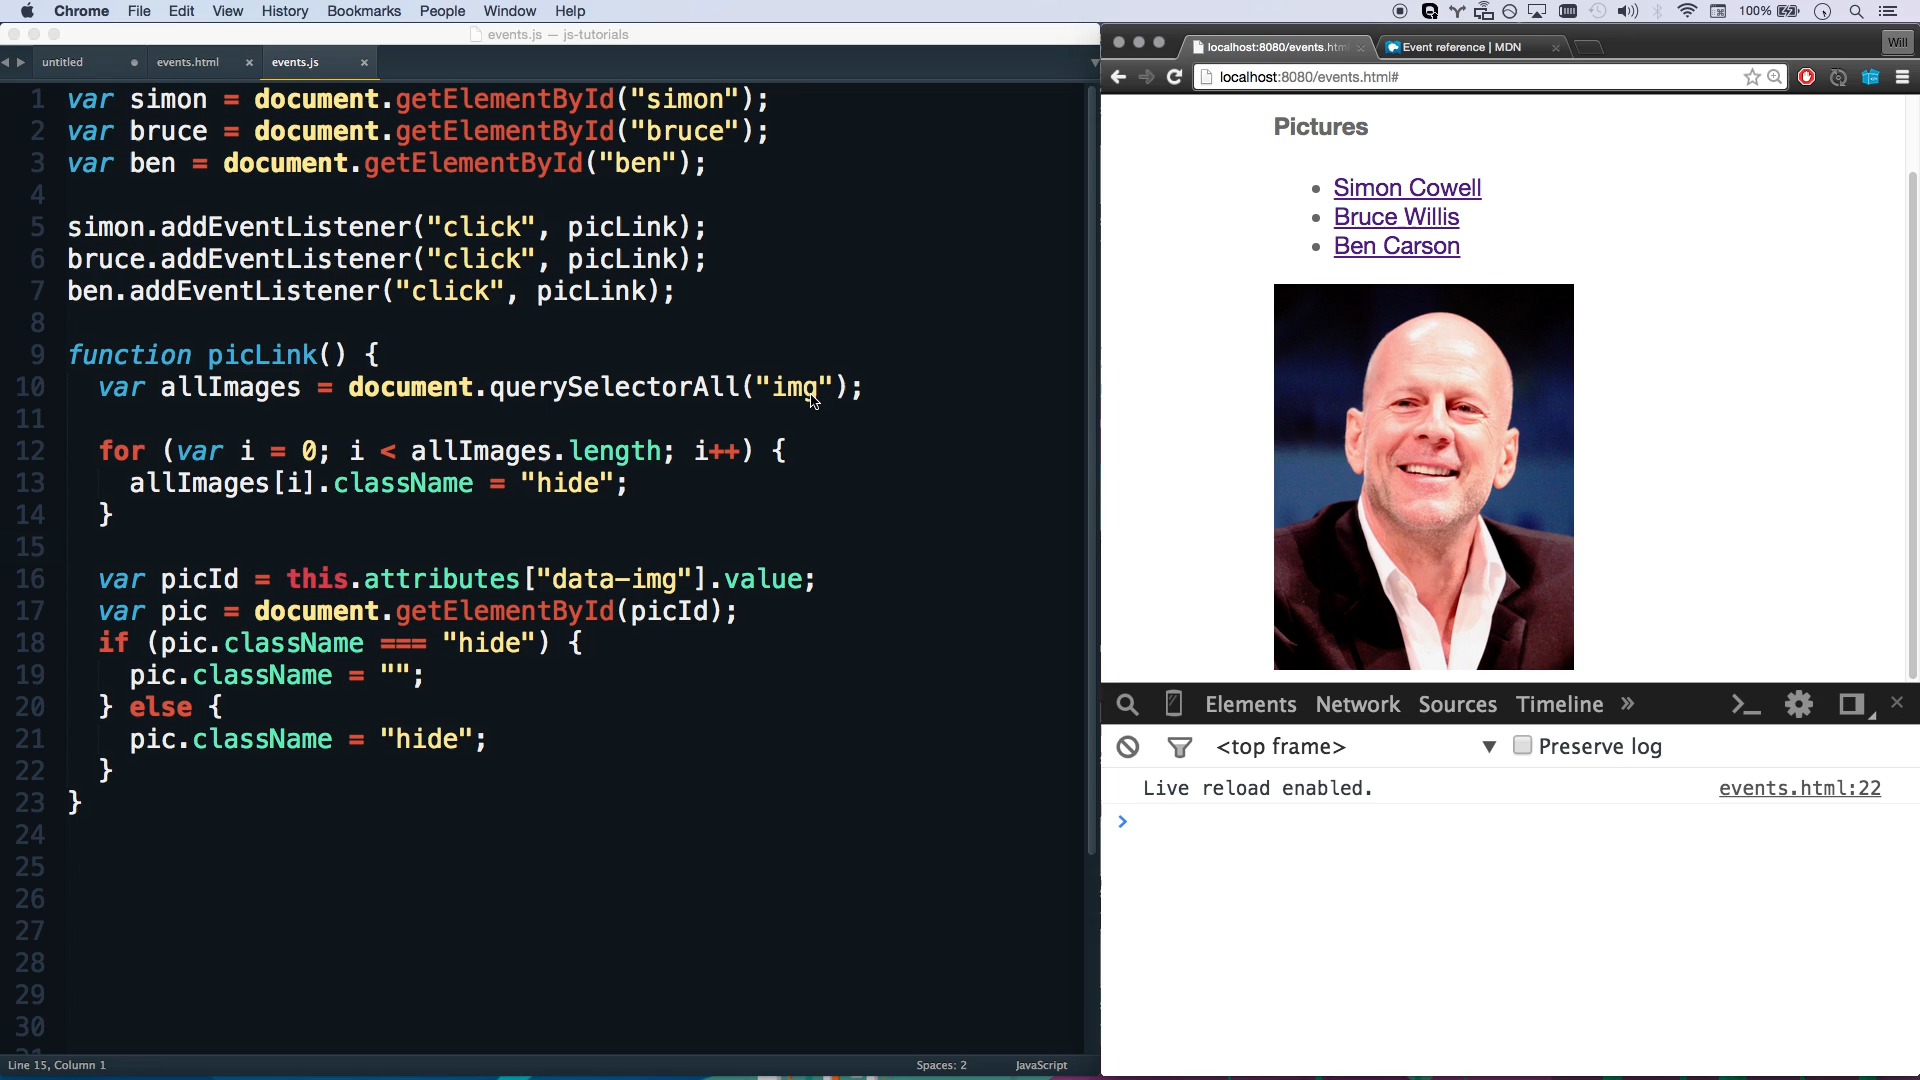 Chrome File Edit View History Bookmarks People Window Help
100%
events.js — js-tutorials
untitled events.html events.js
1 var simon = document.getElementById("simon");
2 var bruce = document.getElementById("bruce");
3 var ben = document.getElementById("ben");
4
5 simon.addEventListener("click", picLink);
6 bruce.addEventListener("click", picLink);
7 ben.addEventListener("click", picLink);
8
9 function picLink() {
10 var allImages = document.querySelectorAll("img");
11
12 for (var i = 0; i < allImages.length; i++) {
13 allImages[i].className = "hide";
14 }
15
16 var picId = this.attributes["data-img"].value;
17 var pic = document.getElementById(picId);
18 if (pic.className === "hide") {
19 pic.className = "";
20 } else {
21 pic.className = "hide";
22 }
23 }
24
25
26
27
28
29
30
Line 15, Column 1 Spaces: 2 JavaScript
localhost:8080/events.html Event reference | MDN Will
localhost:8080/events.html#
Pictures
Simon Cowell
Bruce Willis
Ben Carson
Elements Network Sources Timeline »
<top frame> ▼ Preserve log
Live reload enabled. events.html:22
>